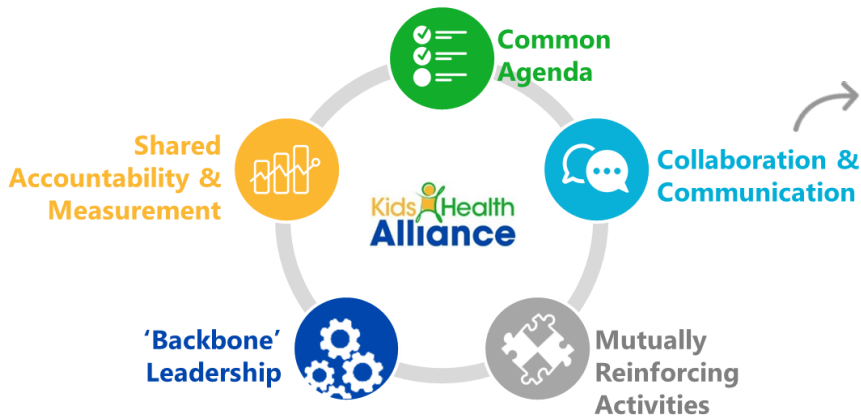 Common
Agenda
Collaboration &
Communication
Mutually
Reinforcing
Activities
‘Backbone’
Leadership
Shared
Accountability &
Measurement
Kids Health
Alliance